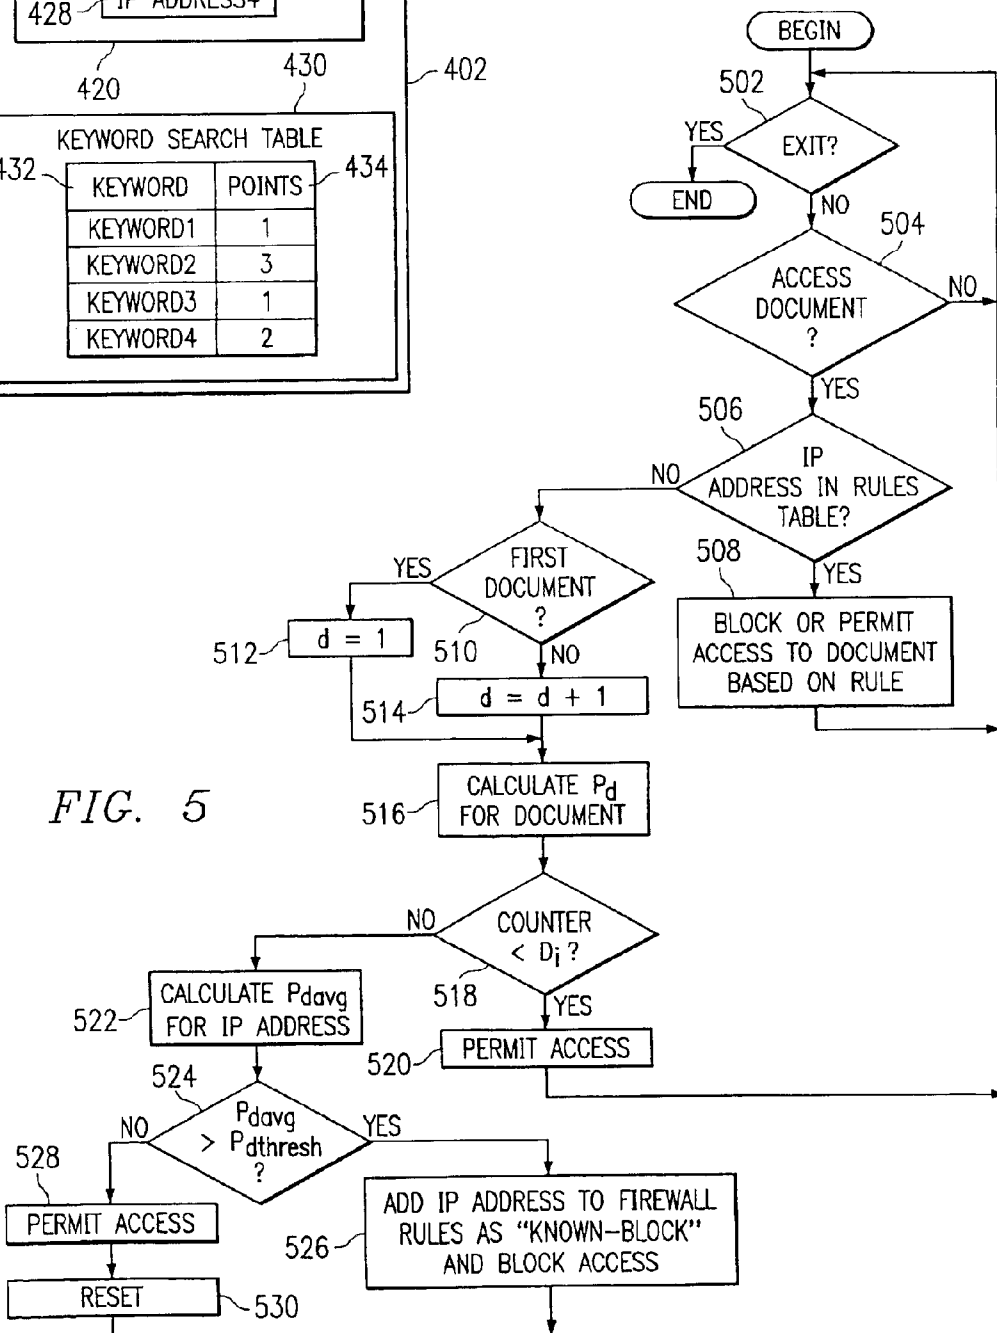 428
IP ADDRESS4
420
430
402
KEYWORD SEARCH TABLE
432
434
KEYWORD POINTS
KEYWORD1 1
KEYWORD2 3
KEYWORD3 1
KEYWORD4 2
BEGIN
502
YES
EXIT?
END
NO
504
ACCESS
DOCUMENT
?
NO
YES
506
IP
ADDRESS IN RULES
TABLE?
NO
YES
508
BLOCK OR PERMIT
ACCESS TO DOCUMENT
BASED ON RULE
FIRST
DOCUMENT
?
YES
510
NO
512
d = 1
514
d = d + 1
FIG. 5
516
CALCULATE Pd
FOR DOCUMENT
COUNTER
< Di ?
NO
518
YES
520
PERMIT ACCESS
522
CALCULATE Pdavg
FOR IP ADDRESS
524
Pdavg
> Pdthresh
?
NO
YES
528
PERMIT ACCESS
526
ADD IP ADDRESS TO FIREWALL
RULES AS “KNOWN-BLOCK”
AND BLOCK ACCESS
RESET
530